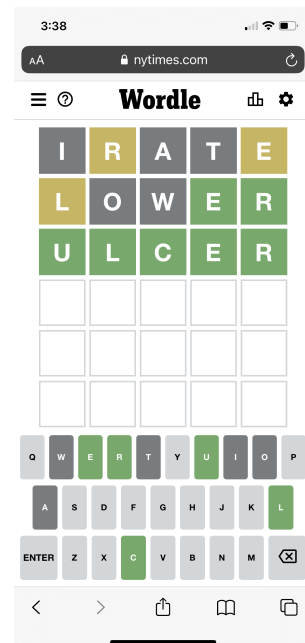 3:38
AA nytimes.com
Wordle
I R A T E
L O W E R
U L C E R
Q W E R T Y U I O P
A S D F G H J K L
ENTER Z X C V B N M